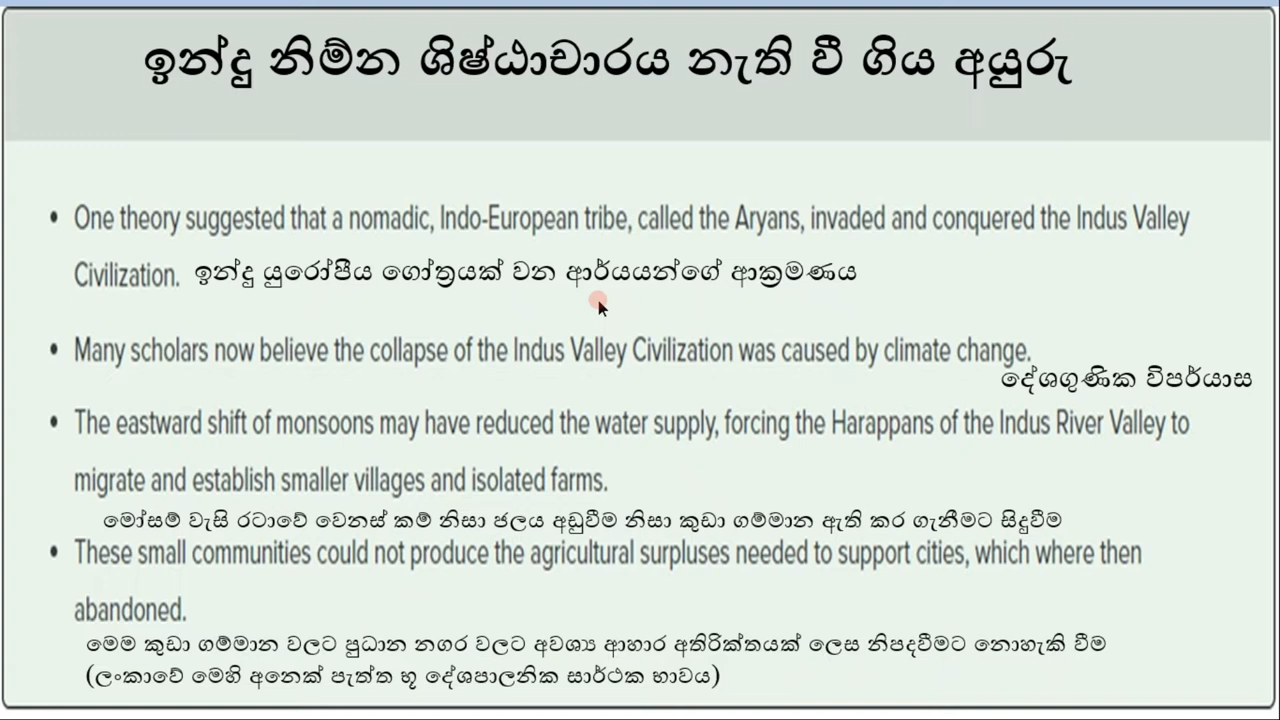 ඉන්දු නිම්න ශිෂ්ඨාචාරය නැති වී ගිය අයුරු
• One theory suggested that a nomadic, Indo-European tribe, called the Aryans, invaded and conquered the Indus Valley
Civilization. ඉන්දු යුරෝපීය ගෝත්‍රයක් වන ආර්යයන්ගේ ආක්‍රමණය
• Many scholars now believe the collapse of the Indus Valley Civilization was caused by climate change.
දේශගුණික විපර්යාස
• The eastward shift of monsoons may have reduced the water supply, forcing the Harappans of the Indus River Valley to
migrate and establish smaller villages and isolated farms.
මෝසම් වැසි රටාවේ වෙනස් කම් නිසා ජලය අඩුවීම නිසා කුඩා ගම්මාන ඇති කර ගැනීමට සිදුවීම
• These small communities could not produce the agricultural surpluses needed to support cities, which where then
abandoned.
මෙම කුඩා ගම්මාන වලට ප්‍රධාන නගර වලට අවශ්‍ය ආහාර අතිරික්තයක් ලෙස නිපදවීමට නොහැකි වීම
(ලංකාවේ මෙහි අනෙක් පැත්ත භූ දේශපාලනික සාර්ථක භාවය)